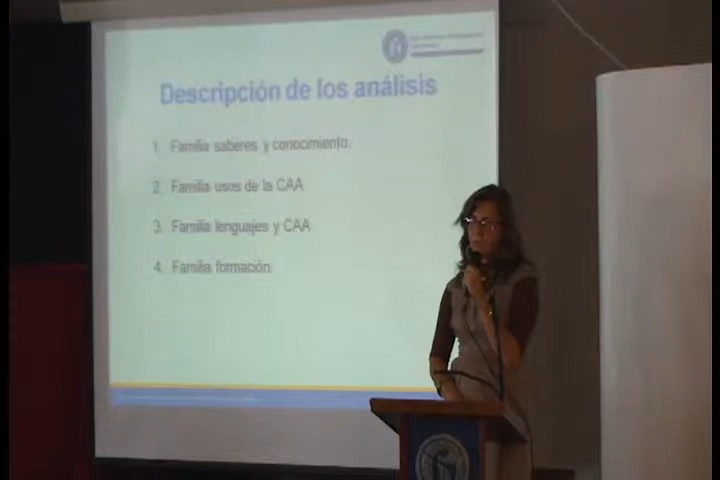 Descripción de los análisis
1. Familia saberes y conocimiento.
2. Familia usos de la CAA
3. Familia lenguajes y CAA
4. Familia formación.